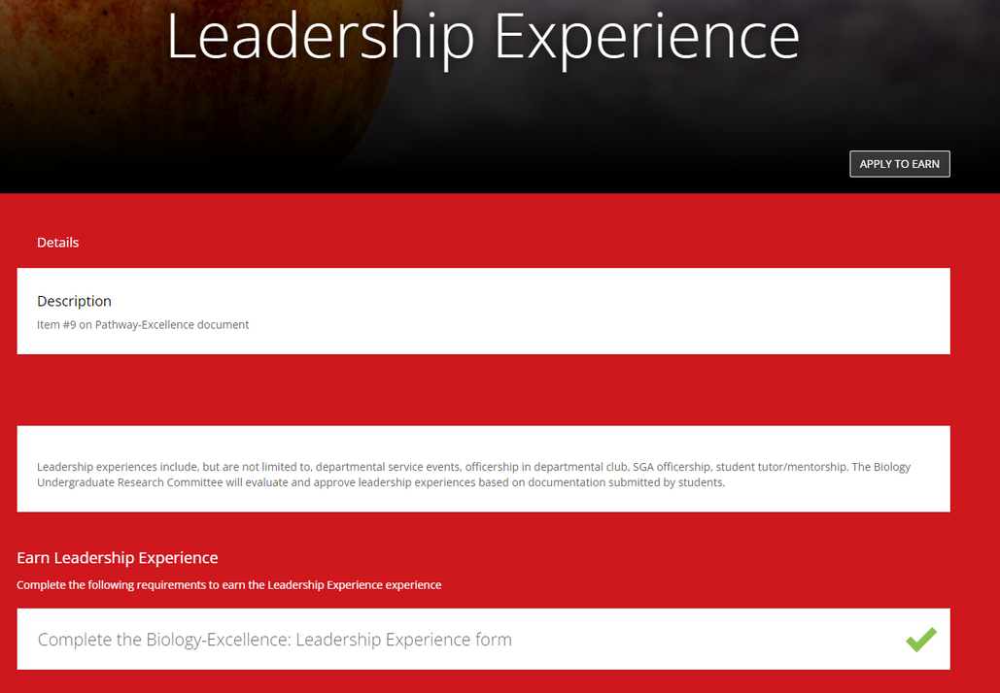 Leadership Experience
APPLY TO EARN
Details
Description
Item #9 on Pathway-Excellence document
Leadership experiences include, but are not limited to, departmental service events, officership in departmental club, SGA officership, student tutor/mentorship. The Biology
Undergraduate Research Committee will evaluate and approve leadership experiences based on documentation submitted by students.
Earn Leadership Experience
Complete the following requirements to earn the Leadership Experience experience
Complete the Biology-Excellence: Leadership Experience form